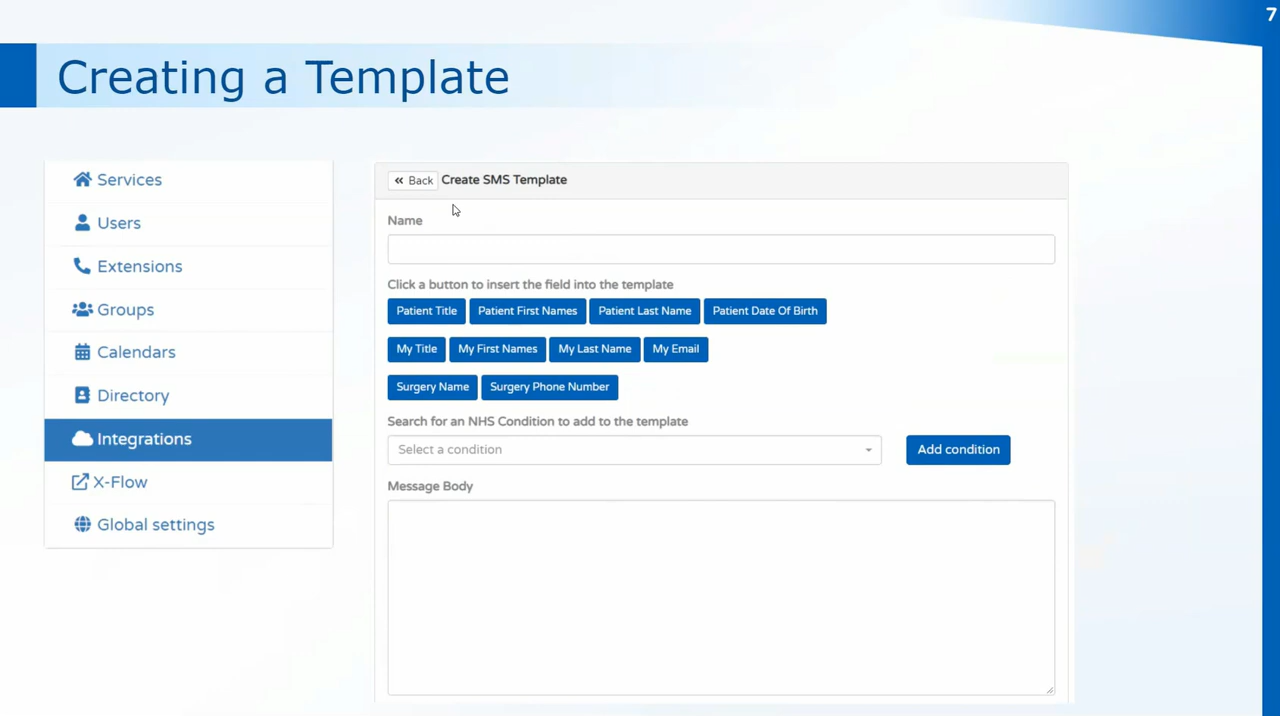 7
Creating a Template
Services
Users
Extensions
Groups
Calendars
Directory
Integrations
X-Flow
Global settings
« Back Create SMS Template
Name
Click a button to insert the field into the template
Patient Title Patient First Names Patient Last Name Patient Date Of Birth
My Title My First Names My Last Name My Email
Surgery Name Surgery Phone Number
Search for an NHS Condition to add to the template
Select a condition Add condition
Message Body